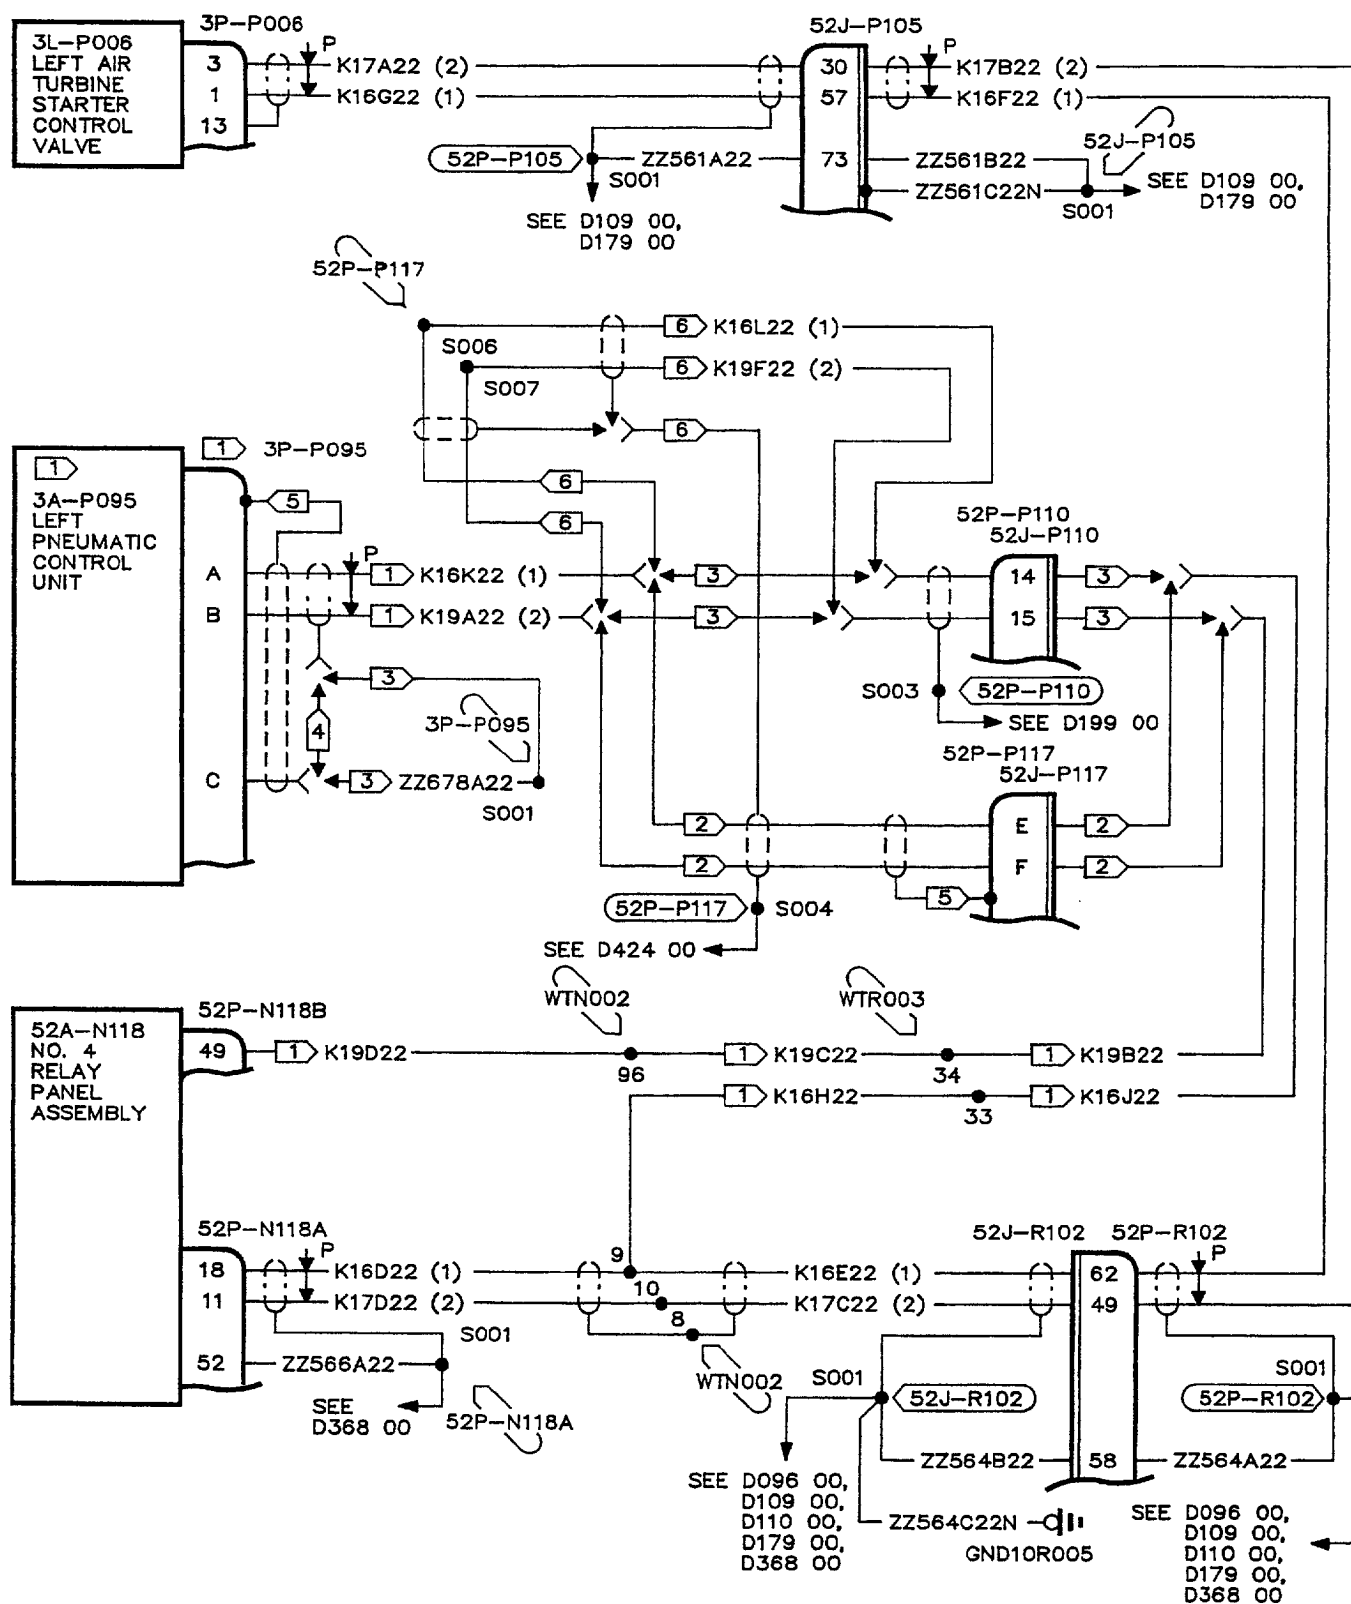 3P-P006
52J-P105
3L-P006
LEFT AIR
TURBINE
STARTER
CONTROL
VALVE
3
1
13
P
K17A22 (2)
K16G22 (1)
30
57
73
P
K17B22 (2)
K16F22 (1)
52J-P105
52P-P105
ZZ561A22
S001
ZZ561B22
ZZ561C22N
S001
SEE D109 00,
D179 00
SEE D109 00,
D179 00
52P-P117
6
K16L22 (1)
S006
6
K19F22 (2)
S007
6
1
3P-P095
1
3A-P095
LEFT
PNEUMATIC
CONTROL
UNIT
5
6
6
52P-P110
52J-P110
A
P
1
K16K22 (1)
3
14
3
B
1
K19A22 (2)
3
15
3
3
S003
52P-P110
3P-P095
4
SEE D199 00
52P-P117
52J-P117
C
3
ZZ678A22
S001
2
E
2
2
F
2
5
52P-P117
S004
SEE D424 00
WTN002
WTR003
52P-N118B
52A-N118
NO. 4
RELAY
PANEL
ASSEMBLY
49
1
K19D22
96
1
K19C22
34
1
K19B22
1
K16H22
33
1
K16J22
52P-N118A
52J-R102
52P-R102
18
P
K16D22 (1)
9
K16E22 (1)
62
P
11
K17D22 (2)
10
K17C22 (2)
49
8
S001
52
ZZ566A22
WTN002
S001
S001
SEE
D368 00
52P-N118A
52J-R102
52P-R102
ZZ564B22
58
ZZ564A22
SEE D096 00,
D109 00,
D110 00,
D179 00,
D368 00
ZZ564C22N
GND10R005
SEE D096 00,
D109 00,
D110 00,
D179 00,
D368 00